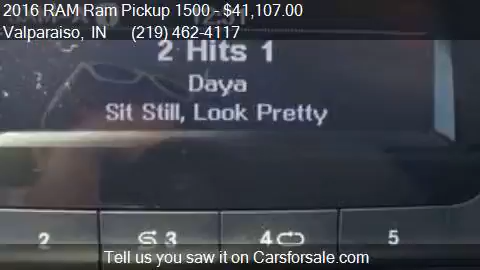 2016 RAM Ram Pickup 1500 - $41,107.00
Valparaiso, IN (219) 462-4117
2 Hits 1
Daya
Sit Still, Look Pretty
2 3 4 5
Tell us you saw it on Carsforsale.com